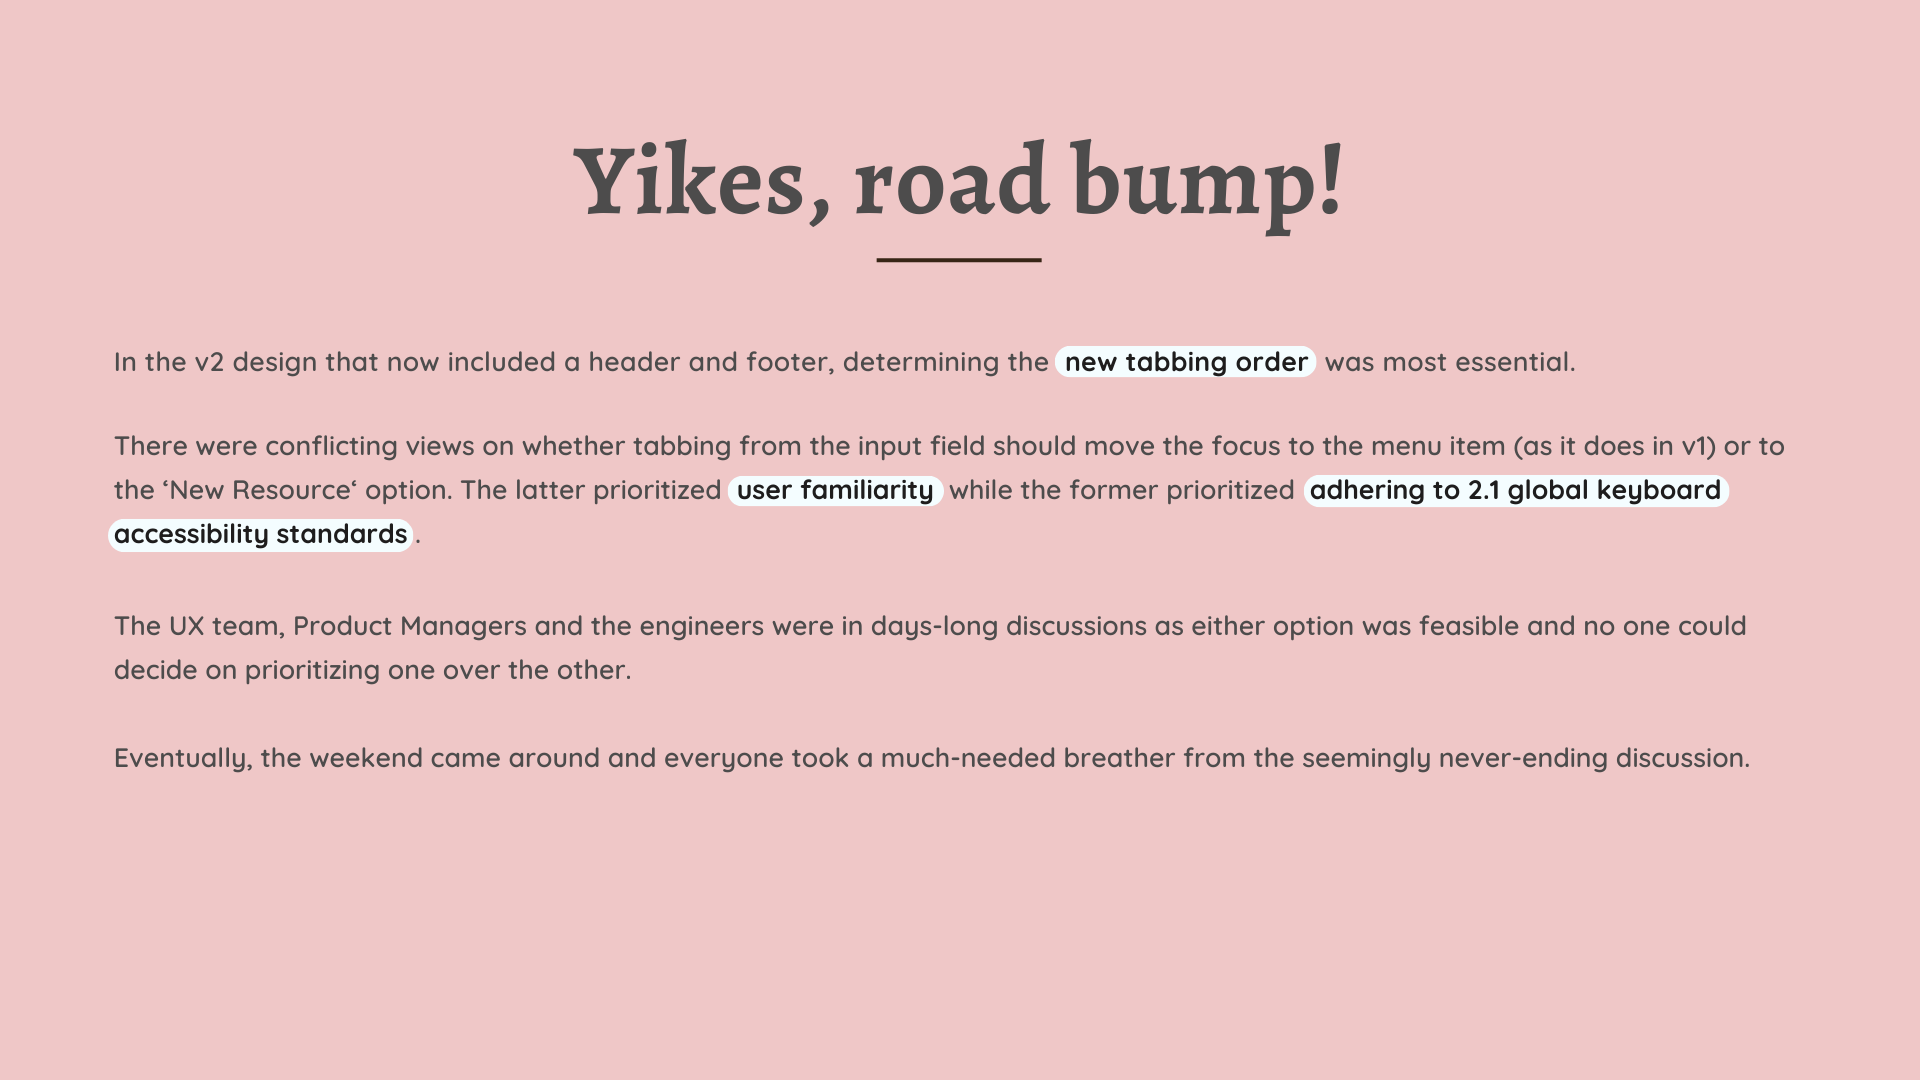 Yikes, road bump!
In the v2 design that now included a header and footer, determining the new tabbing order was most essential.
There were conflicting views on whether tabbing from the input field should move the focus to the menu item (as it does in v1) or to
the ‘New Resource‘ option. The latter prioritized user familiarity while the former prioritized adhering to 2.1 global keyboard
accessibility standards.
The UX team, Product Managers and the engineers were in days-long discussions as either option was feasible and no one could
decide on prioritizing one over the other.
Eventually, the weekend came around and everyone took a much-needed breather from the seemingly never-ending discussion.